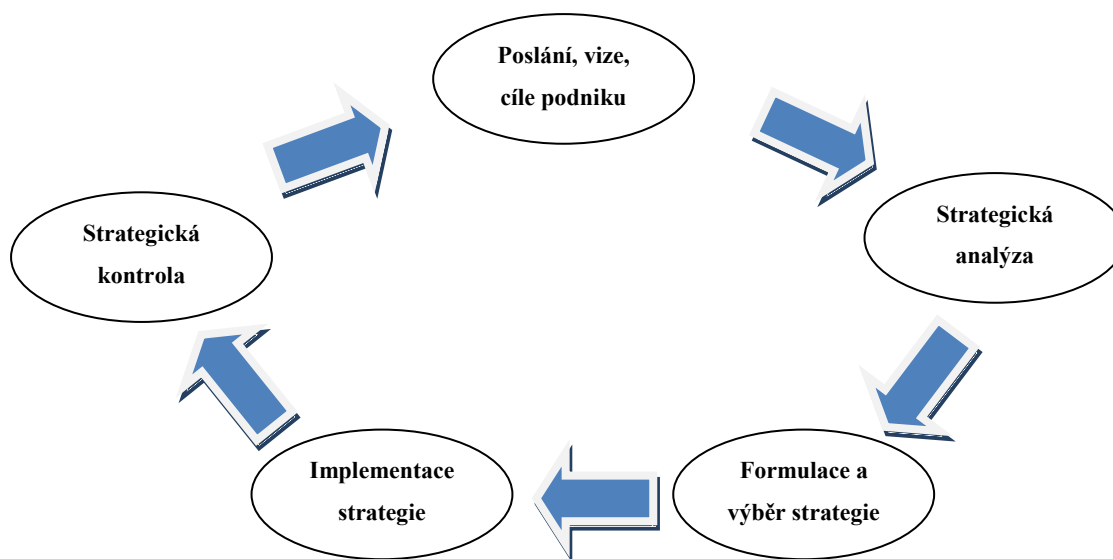 Poslání, vize,
cíle podniku
Strategická
analýza
Formulace a
výběr strategie
Implementace
strategie
Strategická
kontrola